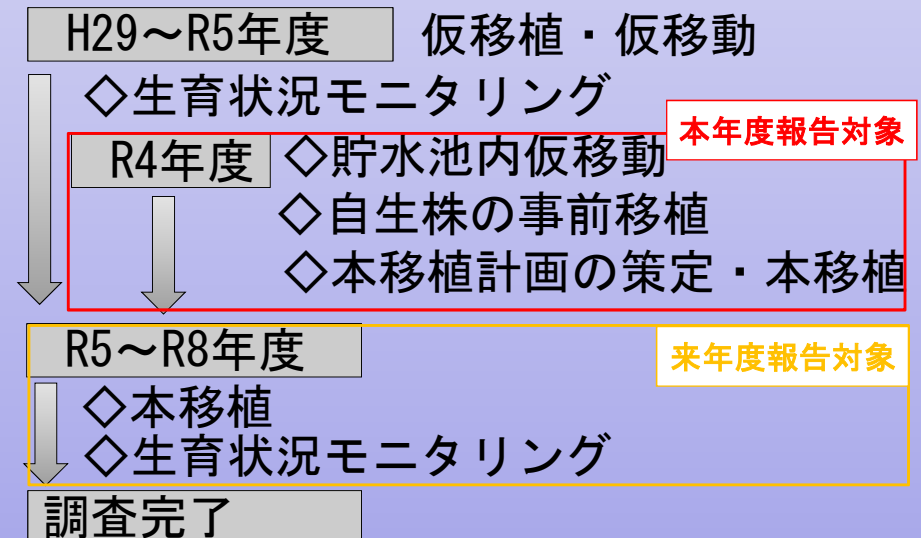 H29～R5年度 仮移植・仮移動
◇生育状況モニタリング
本年度報告対象
R4年度 ◇貯水池内仮移動
◇自生株の事前移植
◇本移植計画の策定・本移植
R5～R8年度
来年度報告対象
◇本移植
◇生育状況モニタリング
調査完了